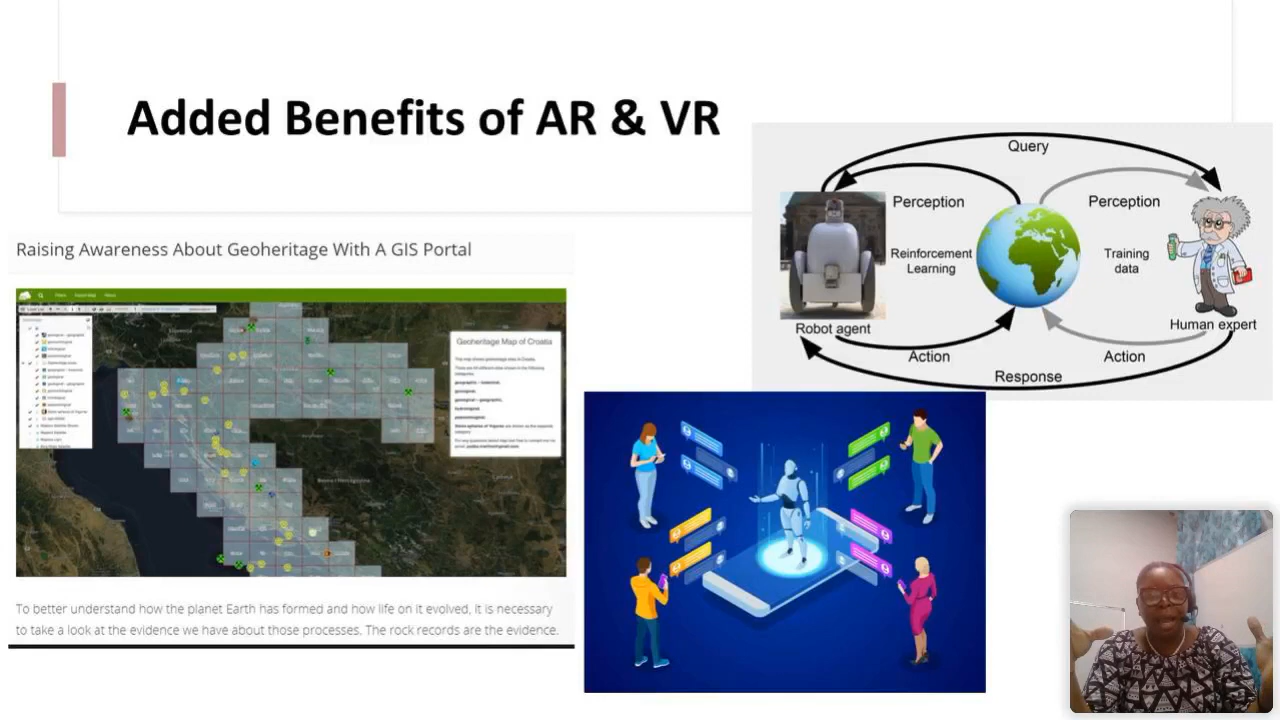 Added Benefits of AR & VR
Raising Awareness About Geoheritage With A GIS Portal
Geoheritage Map of Croatia
To better understand how the planet Earth has formed and how life on it evolved, it is necessary
to take a look at the evidence we have about those processes. The rock records are the evidence.
Query
Perception
Perception
Reinforcement
Learning
Training
data
Robot agent
Human expert
Action
Action
Response